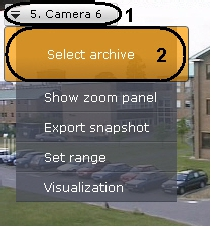 5. Camera 6 1
Select archive 2
Show zoom panel
Export snapshot
Set range
Visualization